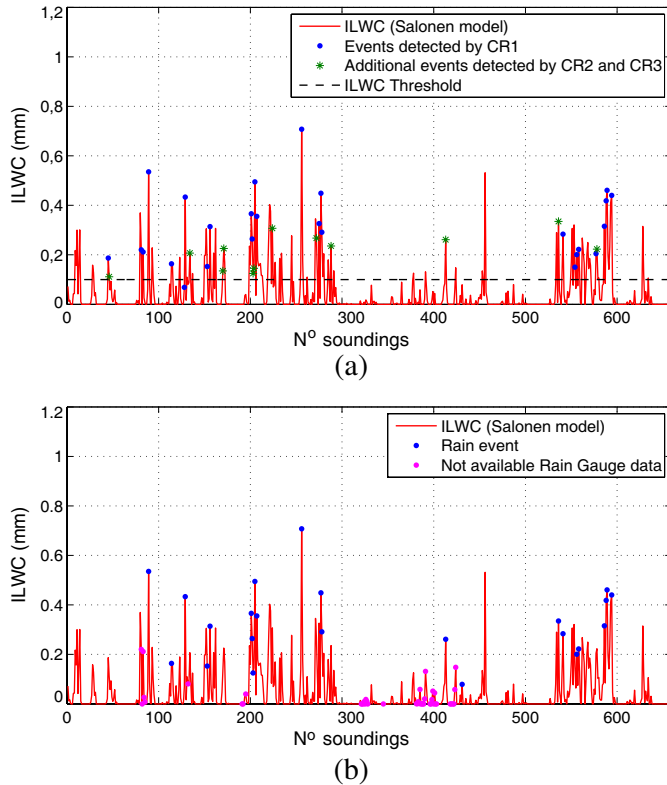 1,2
1
0,8
0,6
0,4
0,2
0
ILWC (mm)
ILWC (Salonen model)
Events detected by CR1
Additional events detected by CR2 and CR3
ILWC Threshold
0 100 200 300 400 500 600
Nº soundings
(a)
1,2
1
0,8
0,6
0,4
0,2
0
ILWC (mm)
ILWC (Salonen model)
Rain event
Not available Rain Gauge data
0 100 200 300 400 500 600
Nº soundings
(b)